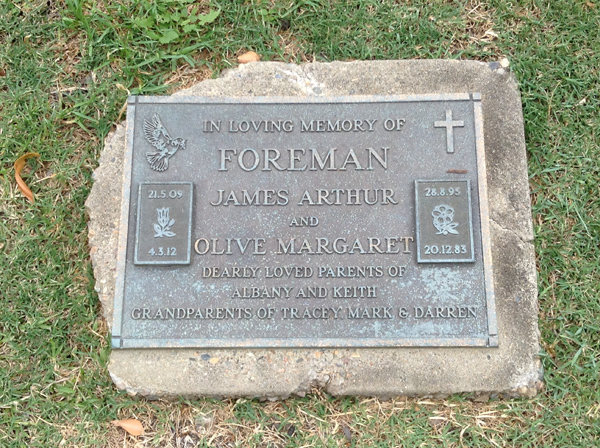 IN LOVING MEMORY OF
FOREMAN
JAMES ARTHUR
AND
OLIVE MARGARET
DEARLY LOVED PARENTS OF
ALBANY AND KEITH
GRANDPARENTS OF TRACEY, MARK & DARREN
21.5.09
4.3.12
28.8.95
20.12.83